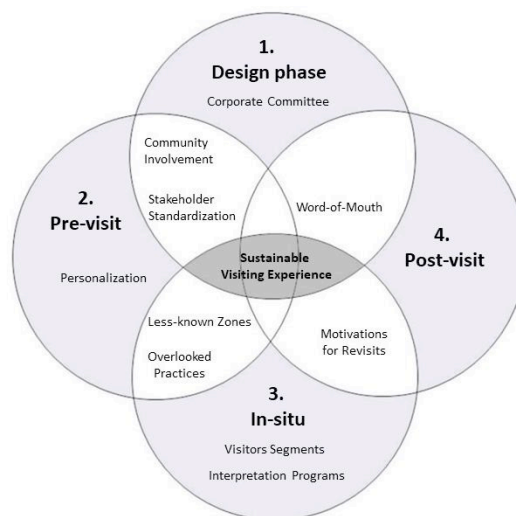 1.
Design phase
Corporate Committee
Community
Involvement
Stakeholder
Standardization
Word-of-Mouth
2.
Pre-visit
Personalization
4.
Post-visit
Sustainable
Visiting Experience
Less-known Zones
Overlooked
Practices
Motivations
for Revisits
3.
In-situ
Visitors Segments
Interpretation Programs